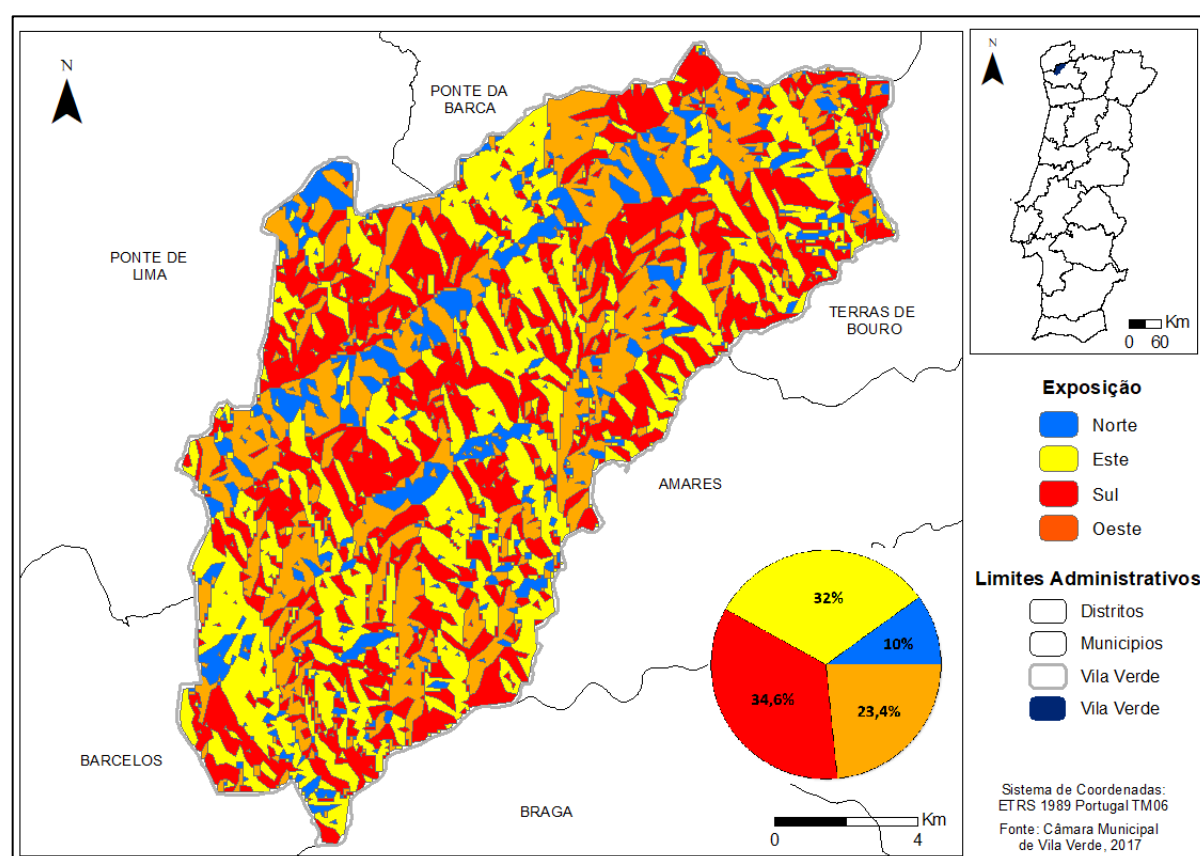 N
PONTE DA
BARCA
PONTE DE
LIMA
TERRAS DE
BOURO
AMARES
BARCELOS
BRAGA
32%
10%
34,6%
23,4%
Km
0 4
N
Km
0 60
Exposição
Norte
Este
Sul
Oeste
Limites Administrativos
Distritos
Municipios
Vila Verde
Vila Verde
Sistema de Coordenadas:
ETRS 1989 Portugal TM06
Fonte: Câmara Municipal
de Vila Verde, 2017